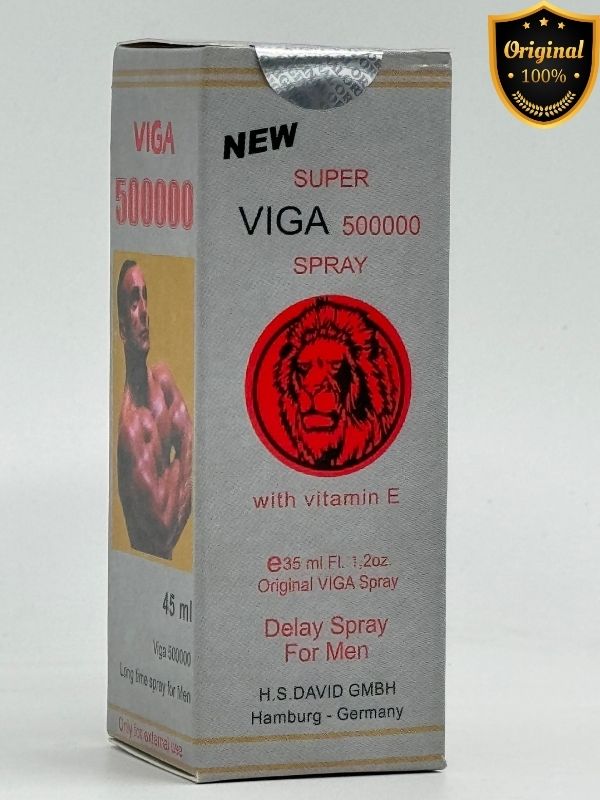 Original
100%
NEW
SUPER
VIGA 500000
SPRAY
with vitamin E
e35 ml Fl. 1,2oz.
Original VIGA Spray
Delay Spray
For Men
H.S.DAVID GMBH
Hamburg - Germany
VIGA
500000
45 ml
Viga 500000
Long time spray for Men
Only for external use